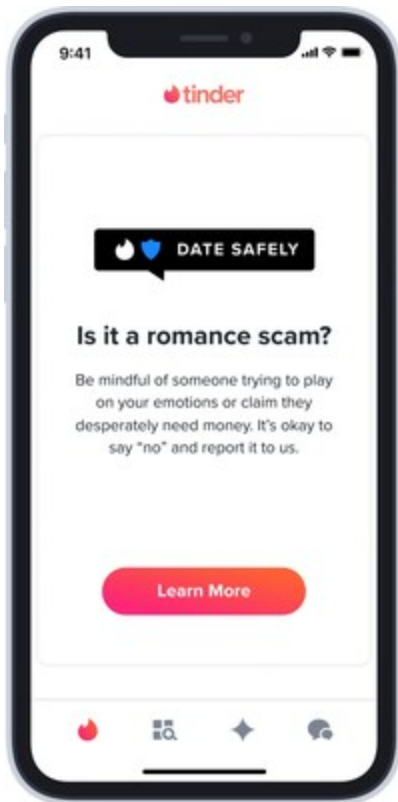 9:41
tinder
DATE SAFELY
Is it a romance scam?
Be mindful of someone trying to play
on your emotions or claim they
desperately need money. It’s okay to
say “no” and report it to us.
Learn More